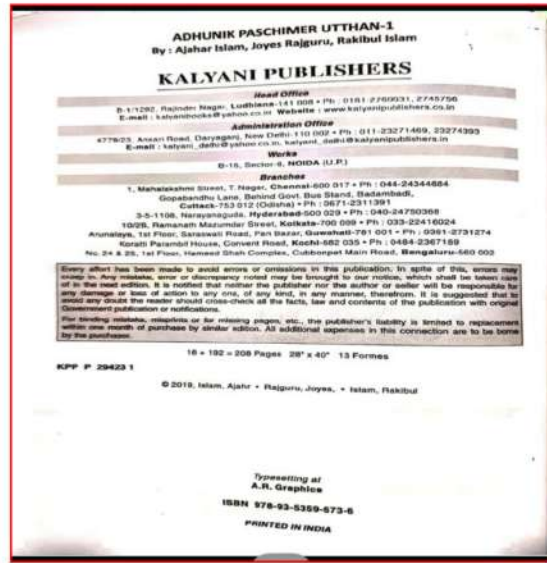 ADHUNIK PASCHIMER UTTHAN-1
By : Ajahar Islam, Joyes Rajguru, Rakibul Islam
KALYANI PUBLISHERS
Head Office
B-1/1292, Rajinder Nagar, Ludhiana-141 008 • Ph : 0161-2760031, 2745756
E-mail : kalyanibooks@yahoo.co.in Website : www.kalyanipublishers.co.in
Administration Office
4779/23, Ansari Road, Daryaganj, New Delhi-110 002 • Ph : 011-23271469, 23274393
E-mail : kalyani_delhi@yahoo.co.in, kalyani_delhi@kalyanipublishers.in
Works
B-16, Sector-8, NOIDA (U.P.)
Branches
1, Mahalakshmi Street, T. Nagar, Chennai-600 017 • Ph : 044-24344684
Gopabandhu Lane, Behind Govt. Bus Stand, Badambadi,
Cuttack-753 012 (Odisha) • Ph : 0671-2311391
3-5-1108, Narayanaguda, Hyderabad-500 029 • Ph : 040-24750368
10/2B, Ramanath Mazumdar Street, Kolkata-700 009 • Ph : 033-22416024
Arunalaya, 1st Floor, Saraswati Road, Pan Bazar, Guwahati-781 001 • Ph : 0361-2731274
Koratti Parambil House, Convent Road, Kochi-682 035 • Ph : 0484-2367189
No. 24 & 25, 1st Floor, Hameed Shah Complex, Cubbonpet Main Road, Bengaluru-560 002
Every effort has been made to avoid errors or omissions in this publication. In spite of this, errors may
creep in. Any mistake, error or discrepancy noted may be brought to our notice, which shall be taken care
of in the next edition. It is notified that neither the publisher nor the author or seller will be responsible for
any damage or loss of action to any one, of any kind, in any manner, therefrom. It is suggested that to
avoid any doubt the reader should cross-check all the facts, law and contents of the publication with original
Government publication or notifications.
For binding mistake, misprints or for missing pages, etc., the publisher's liability is limited to replacement
within one month of purchase by similar edition. All additional expenses in this connection are to be borne
by the purchaser.
16 + 192 = 208 Pages 28" x 40" 13 Formes
KPP P 29423 1
© 2019, Islam, Ajahr • Rajguru, Joyes, • Islam, Rakibul
Typesetting at
A.R. Graphics
ISBN 978-93-5359-573-6
PRINTED IN INDIA